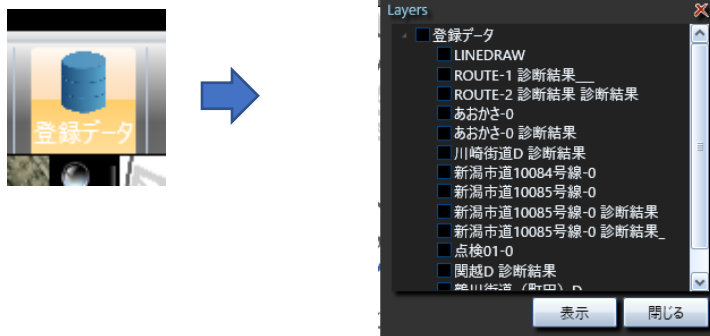 登録データ
Layers
登録データ
LINEDRAW
ROUTE-1 診断結果__
ROUTE-2 診断結果 診断結果
あおかさ-0
あおかさ-0 診断結果
川崎街道D 診断結果
新潟市道10084号線-0
新潟市道10085号線-0
新潟市道10085号線-0 診断結果
新潟市道10085号線-0 診断結果_
点検01-0
関越D 診断結果
鶴川街道（町田）D
表示
閉じる